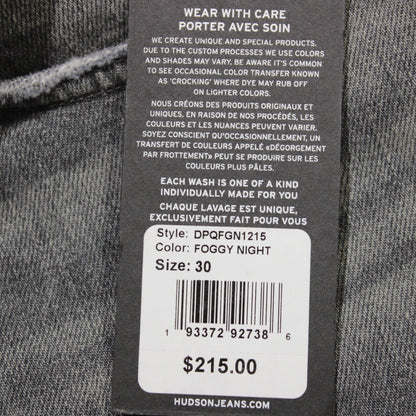 WEAR WITH CARE
PORTER AVEC SOIN
WE CREATE UNIQUE AND SPECIAL PRODUCTS.
DUE TO THE CUSTOM PROCESSES WE USE COLORS
AND SHADES MAY VARY. BE AWARE IT'S COMMON
TO SEE OCCASIONAL COLOR TRANSFER KNOWN
AS 'CROCKING' WHERE DYE MAY RUB OFF
ON LIGHTER COLORS.
NOUS CRÉONS DES PRODUITS ORIGINAUX ET
UNIQUES. EN RAISON DE NOS PROCÉDÉS, LES
COULEURS ET LES NUANCES PEUVENT VARIER.
SOYEZ CONSCIENT QU'OCCASIONNELLEMENT, UN
TRANSFERT DE COULEURS APPELÉ «DÉGORGEMENT
PAR FROTTEMENT» PEUT SE PRODUIRE SUR LES
COULEURS PLUS PÂLES.
EACH WASH IS ONE OF A KIND
INDIVIDUALLY MADE FOR YOU
CHAQUE LAVAGE EST UNIQUE,
EXCLUSIVEMENT FAIT POUR VOUS
Style: DPQFGN1215
Color: FOGGY NIGHT
Size: 30
1 93372 92738 6
$215.00
HUDSONJEANS.COM